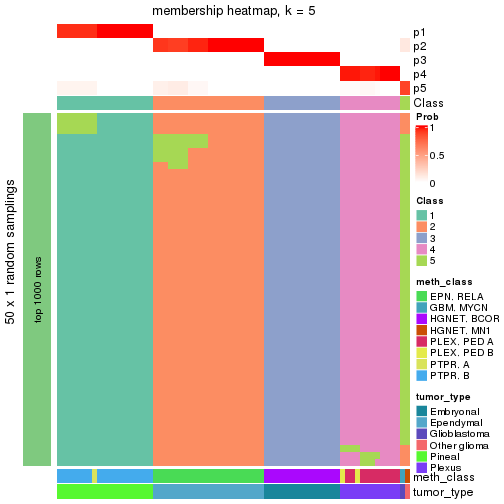 membership heatmap, k = 5
p1
p2
p3
p4
p5
Class
50 x 1 random samplings
top 1000 rows
Prob
1
0.5
0
Class
1
2
3
4
5
meth_class
EPN. RELA
GBM. MYCN
HGNET. BCOR
HGNET. MN1
PLEX. PED A
PLEX. PED B
PTPR. A
PTPR. B
tumor_type
Embryonal
Ependymal
Glioblastoma
Other glioma
Pineal
Plexus
meth_class
tumor_type